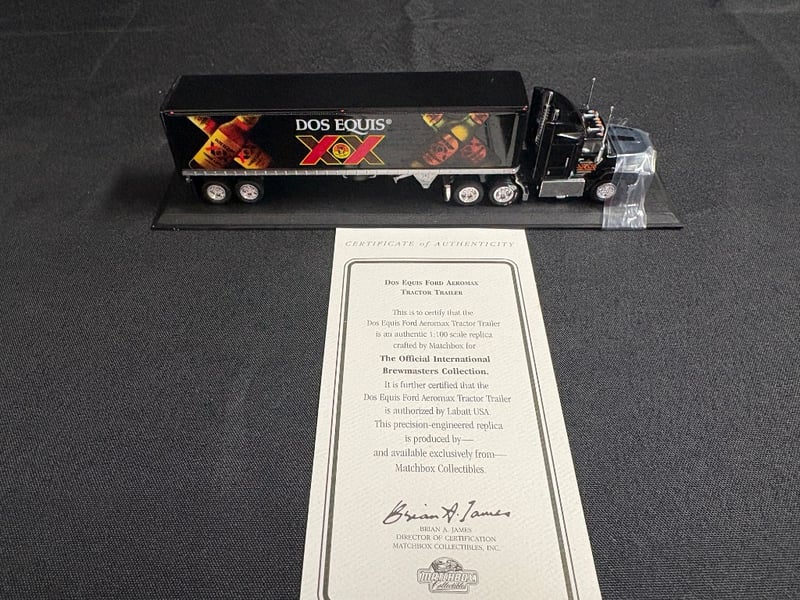 DOS EQUIS®
XX
CERTIFICATE of AUTHENTICITY
DOS EQUIS FORD AEROMAX
TRACTOR TRAILER
This is to certify that the
Dos Equis Ford Aeromax Tractor Trailer
is an authentic 1:100 scale replica
crafted by Matchbox for
The Official International
Brewmasters Collection.
It is further certified that the
Dos Equis Ford Aeromax Tractor Trailer
is authorized by Labatt USA.
This precision-engineered replica
is produced by—
and available exclusively from—
Matchbox Collectibles.
Brian A. James
BRIAN A. JAMES
DIRECTOR OF CERTIFICATION
MATCHBOX COLLECTIBLES, INC.
MATCHBOX
Collectibles